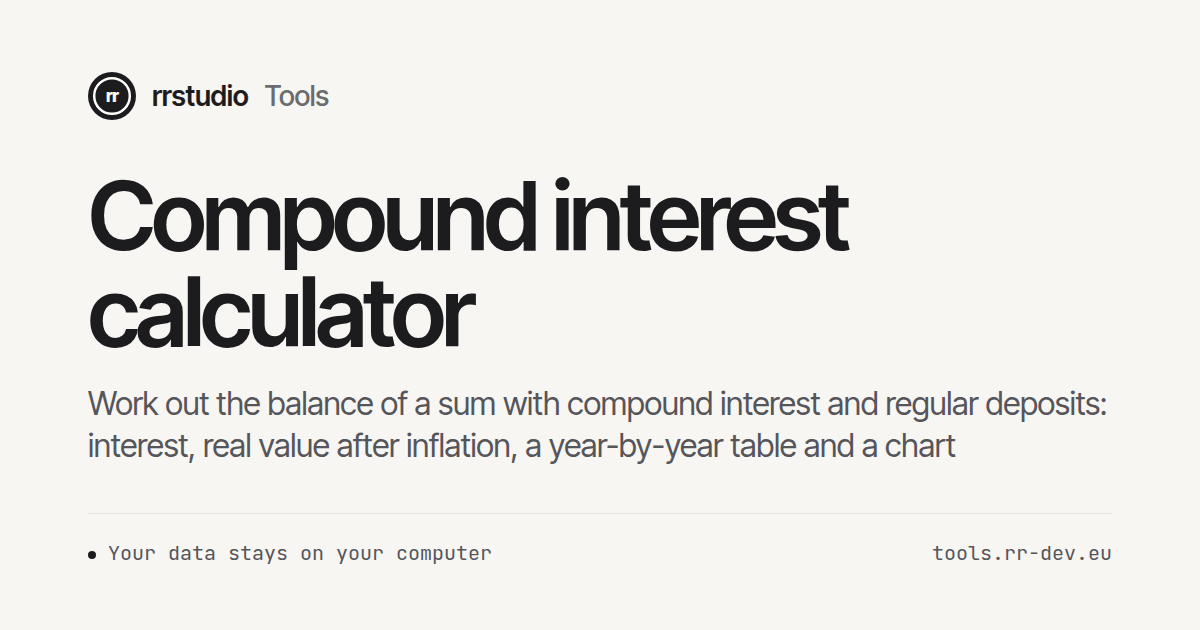 rr rrstudio Tools
Compound interest
calculator
Work out the balance of a sum with compound interest and regular deposits:
interest, real value after inflation, a year-by-year table and a chart
Your data stays on your computer
tools.rr-dev.eu